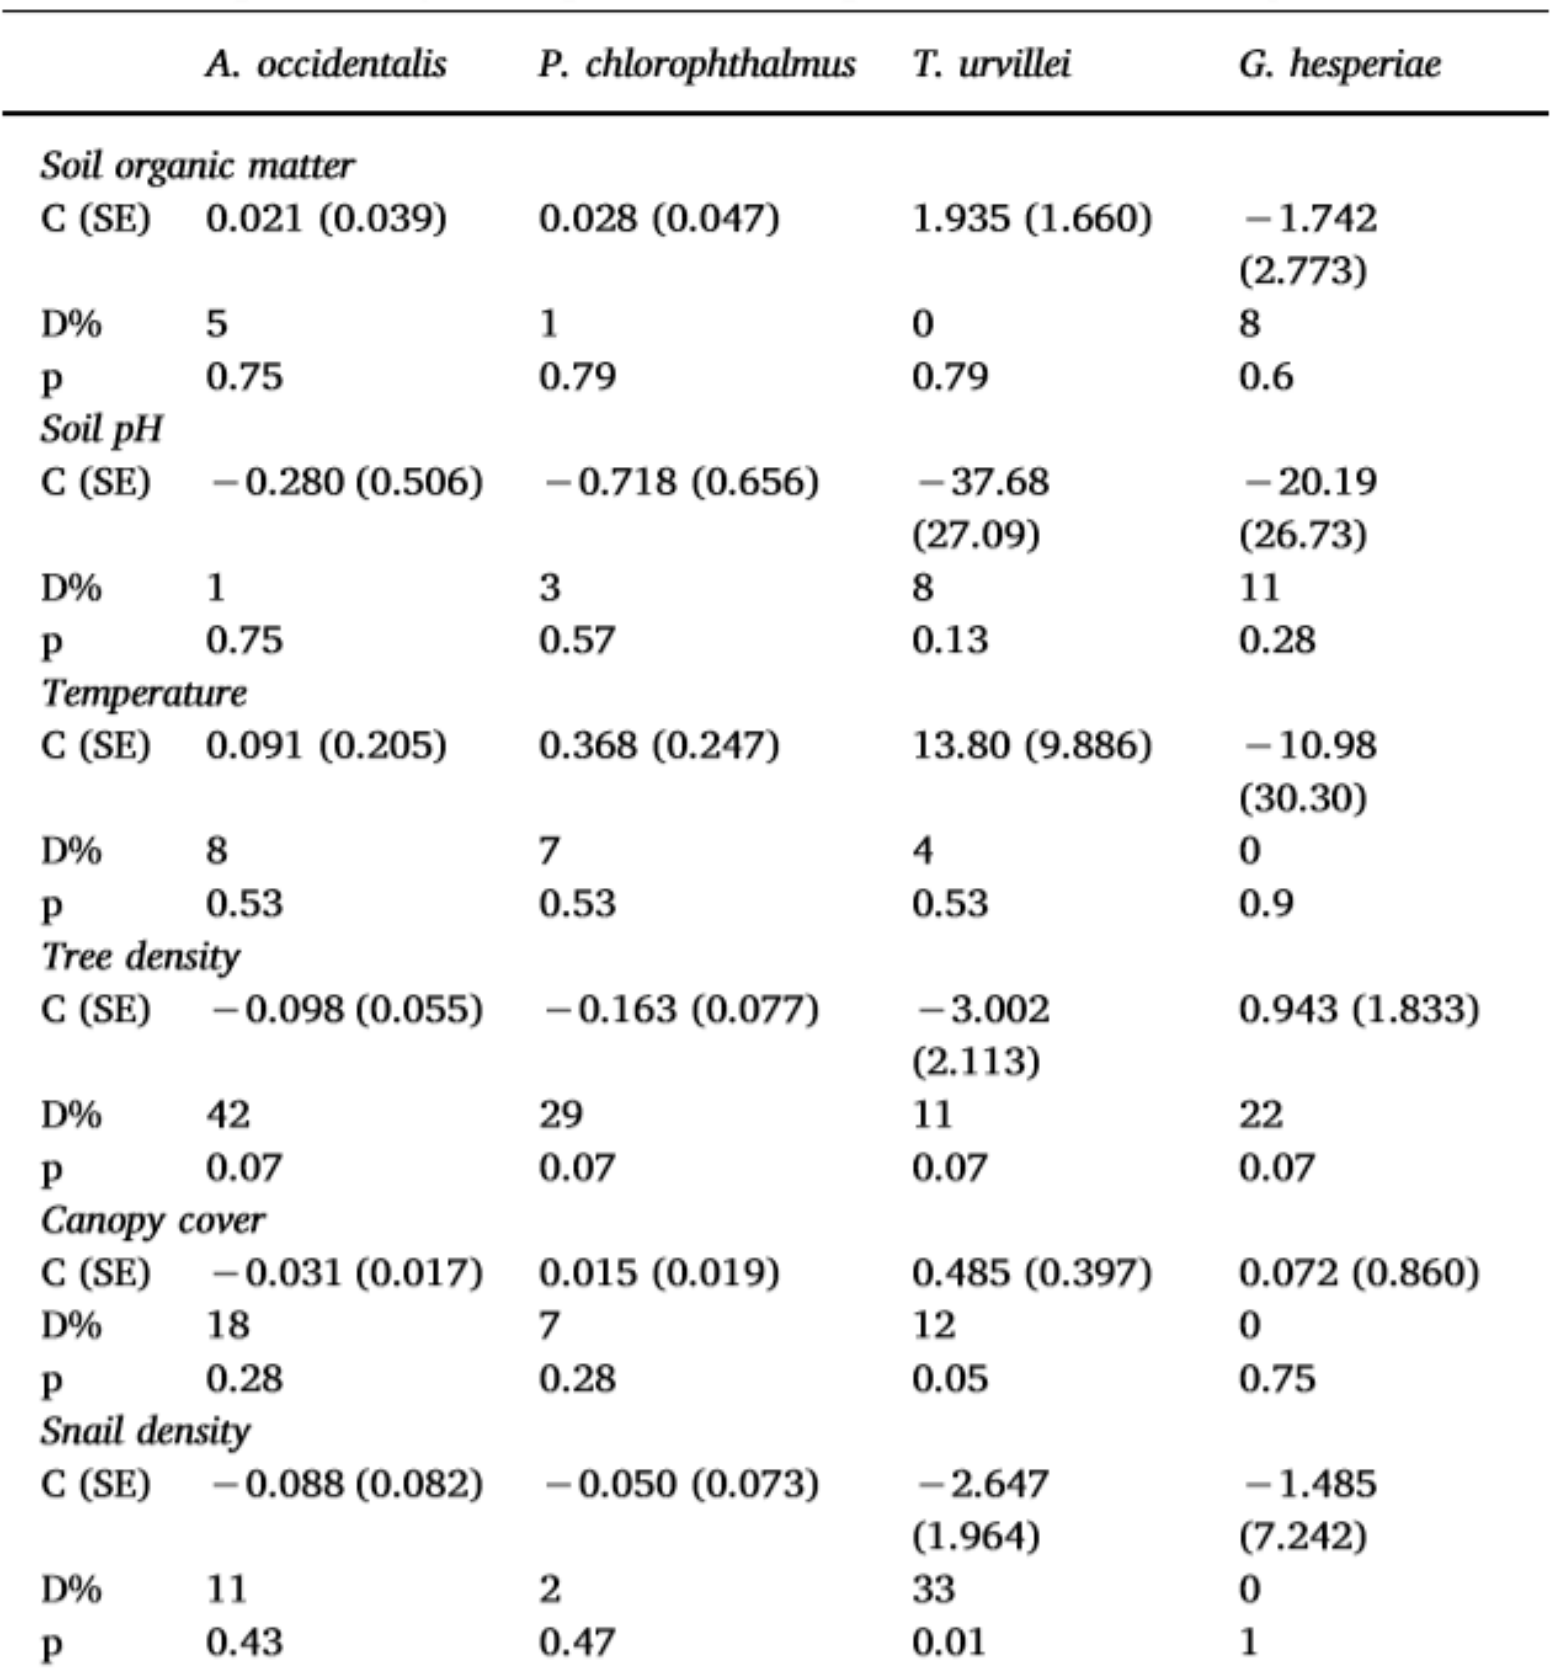 A. occidentalis P. chlorophthalmus T. urvillei G. hesperiae
Soil organic matter
C (SE) 0.021 (0.039) 0.028 (0.047) 1.935 (1.660) −1.742
(2.773)
D% 5 1 0 8
p 0.75 0.79 0.79 0.6
Soil pH
C (SE) −0.280 (0.506) −0.718 (0.656) −37.68 −20.19
(27.09) (26.73)
D% 1 3 8 11
p 0.75 0.57 0.13 0.28
Temperature
C (SE) 0.091 (0.205) 0.368 (0.247) 13.80 (9.886) −10.98
(30.30)
D% 8 7 4 0
p 0.53 0.53 0.53 0.9
Tree density
C (SE) −0.098 (0.055) −0.163 (0.077) −3.002 0.943 (1.833)
(2.113)
D% 42 29 11 22
p 0.07 0.07 0.07 0.07
Canopy cover
C (SE) −0.031 (0.017) 0.015 (0.019) 0.485 (0.397) 0.072 (0.860)
D% 18 7 12 0
p 0.28 0.28 0.05 0.75
Snail density
C (SE) −0.088 (0.082) −0.050 (0.073) −2.647 −1.485
(1.964) (7.242)
D% 11 2 33 0
p 0.43 0.47 0.01 1